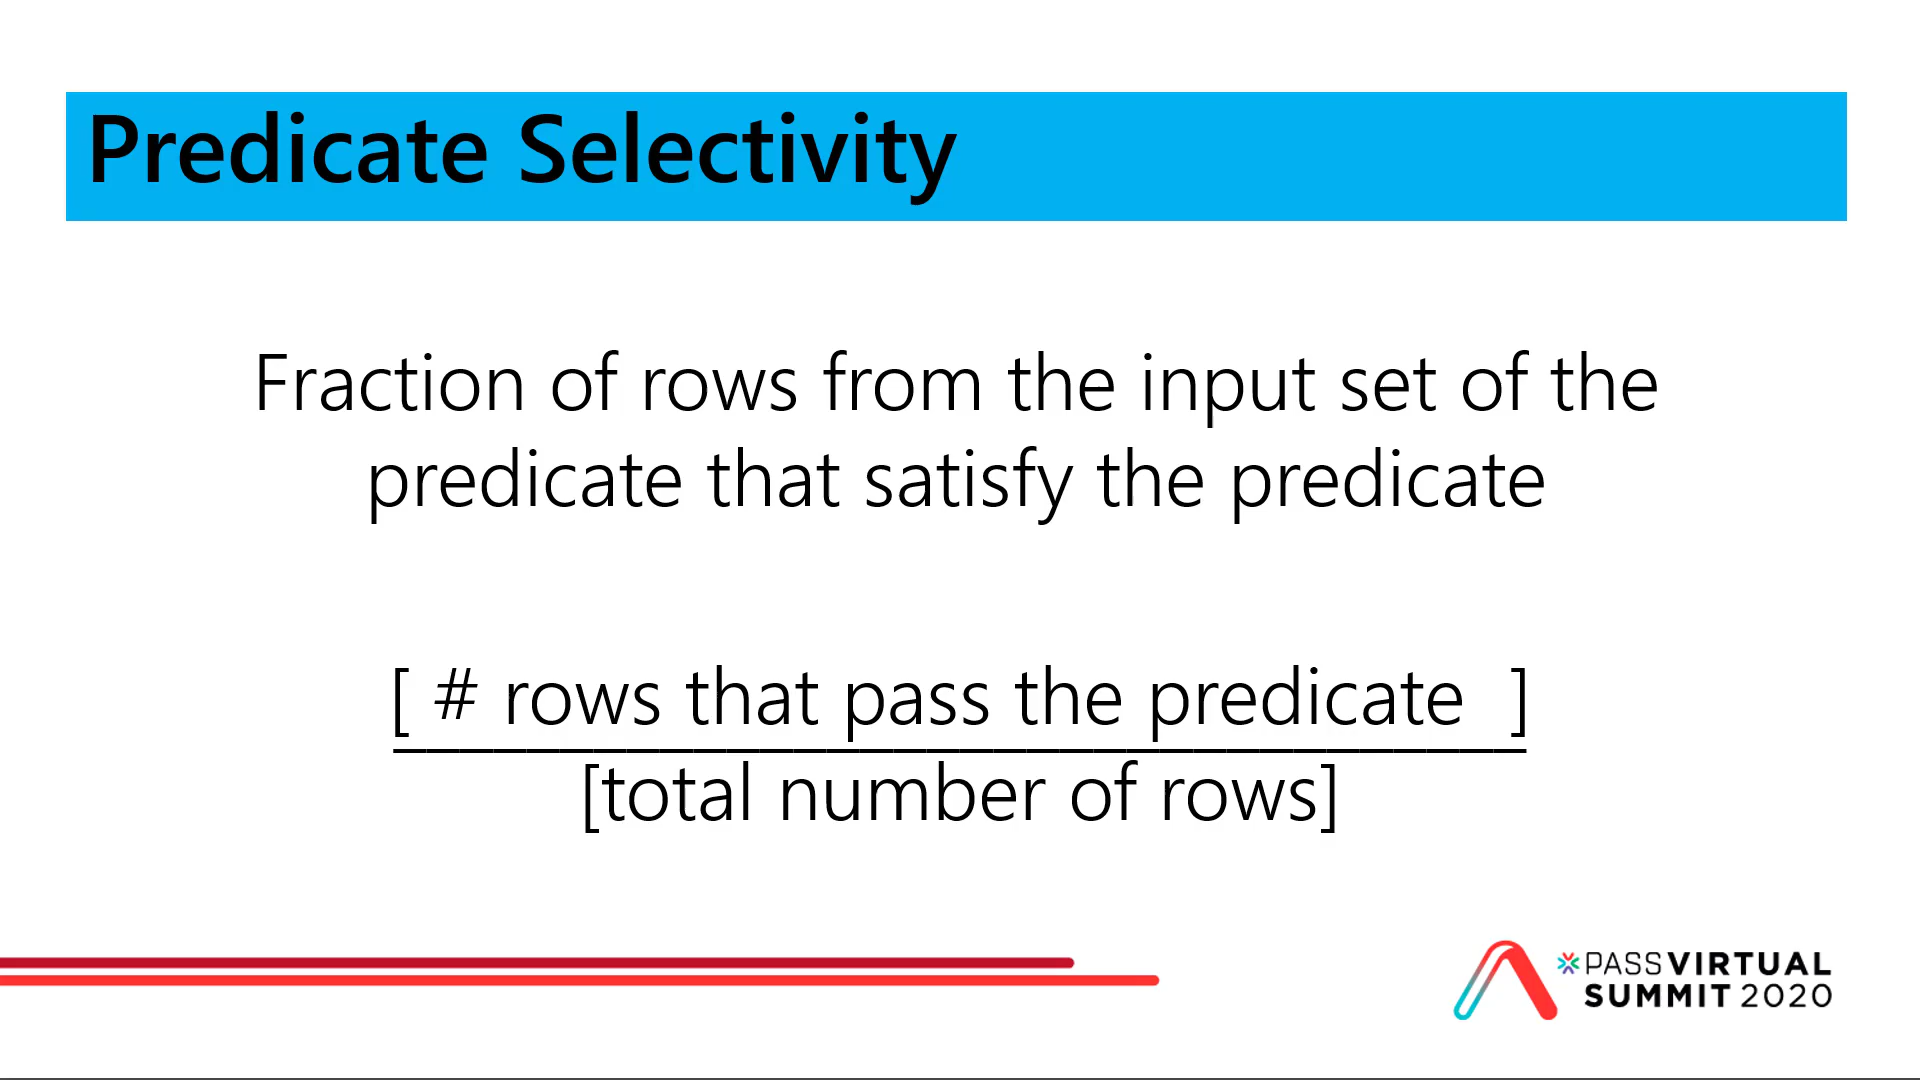 Predicate Selectivity
Fraction of rows from the input set of the
predicate that satisfy the predicate
[ # rows that pass the predicate ]
[total number of rows]
PASS VIRTUAL
SUMMIT 2020